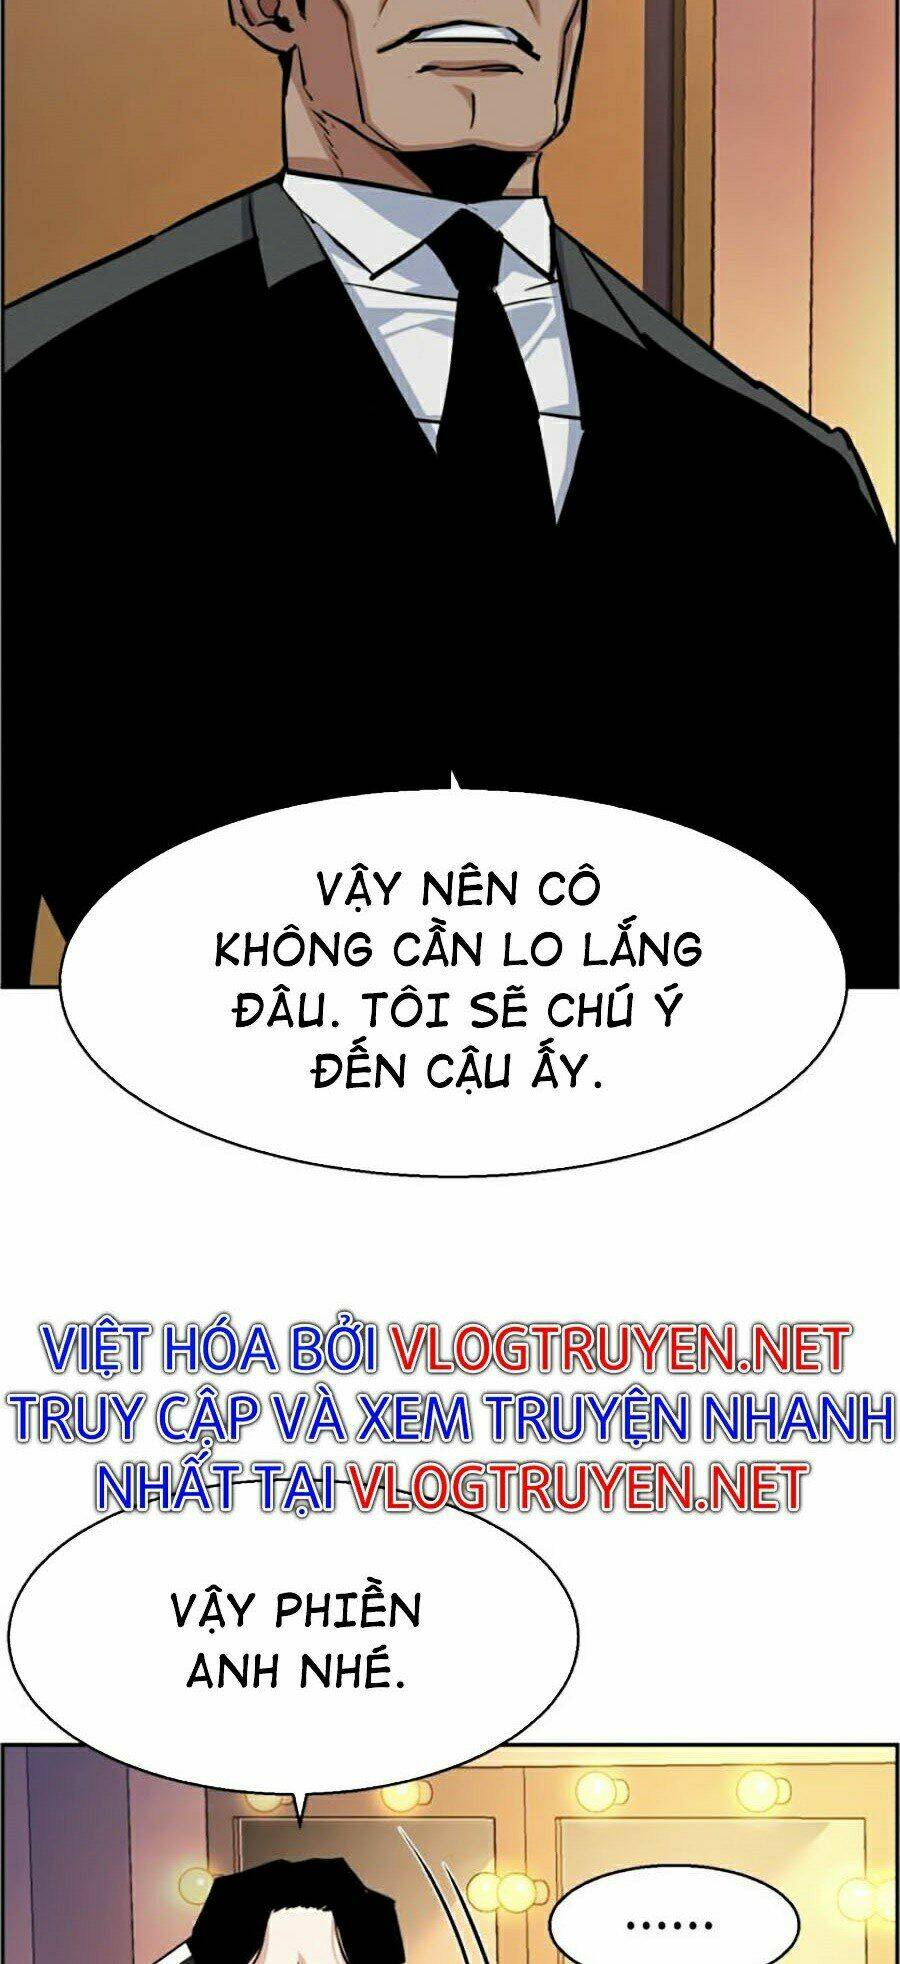 VẬY NÊN CÔ
KHÔNG CẦN LO LẮNG
ĐÂU. TÔI SẼ CHÚ Ý
ĐẾN CẬU ẤY.
VIỆT HÓA BỞI VLOGTRUYEN.NET
TRUY CẬP VÀ XEM TRUYỆN NHANH
NHẤT TẠI VLOGTRUYEN.NET
VẬY PHIỀN
ANH NHÉ.
......